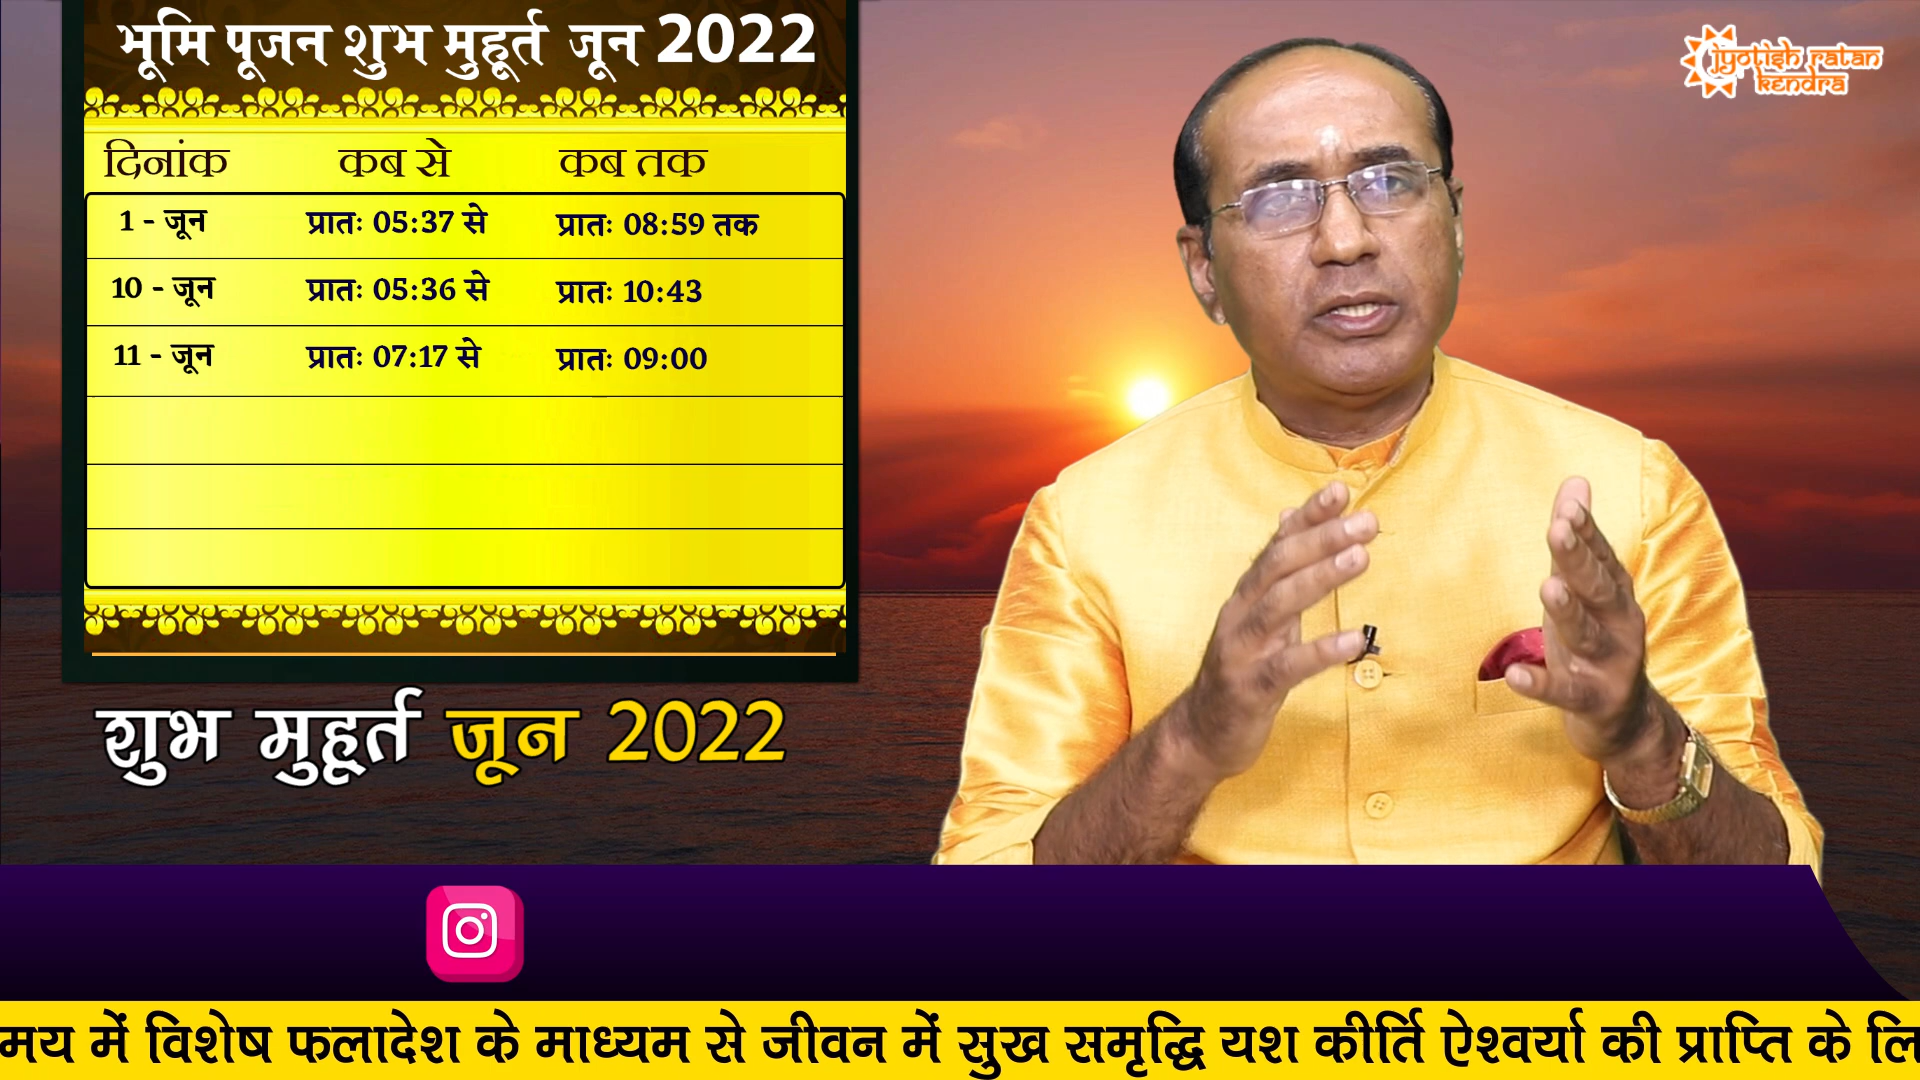 भूमि पूजन शुभ मुहूर्त जून 2022
दिनांक कब से कब तक
1 - जून प्रातः 05:37 से प्रातः 08:59 तक
10 - जून प्रातः 05:36 से प्रातः 10:43
11 - जून प्रातः 07:17 से प्रातः 09:00
शुभ मुहूर्त जून 2022
jyotish ratan
kendra
मय में विशेष फलादेश के माध्यम से जीवन में सुख समृद्धि यश कीर्ति ऐश्वर्या की प्राप्ति के लि